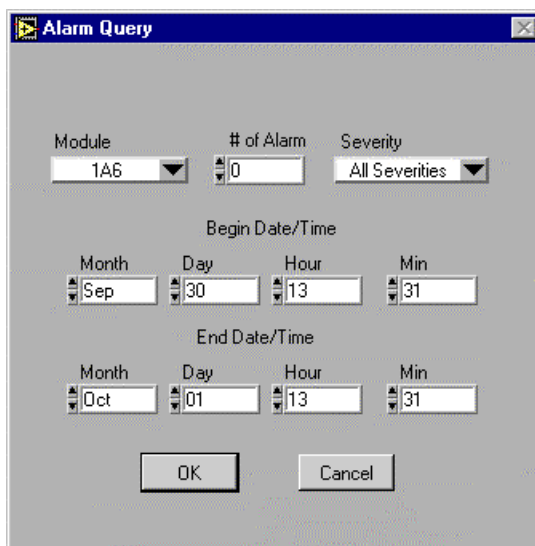 Alarm Query
Module # of Alarm Severity
1A6 0 All Severities
Begin Date/Time
Month Day Hour Min
Sep 30 13 31
End Date/Time
Month Day Hour Min
Oct 01 13 31
OK Cancel